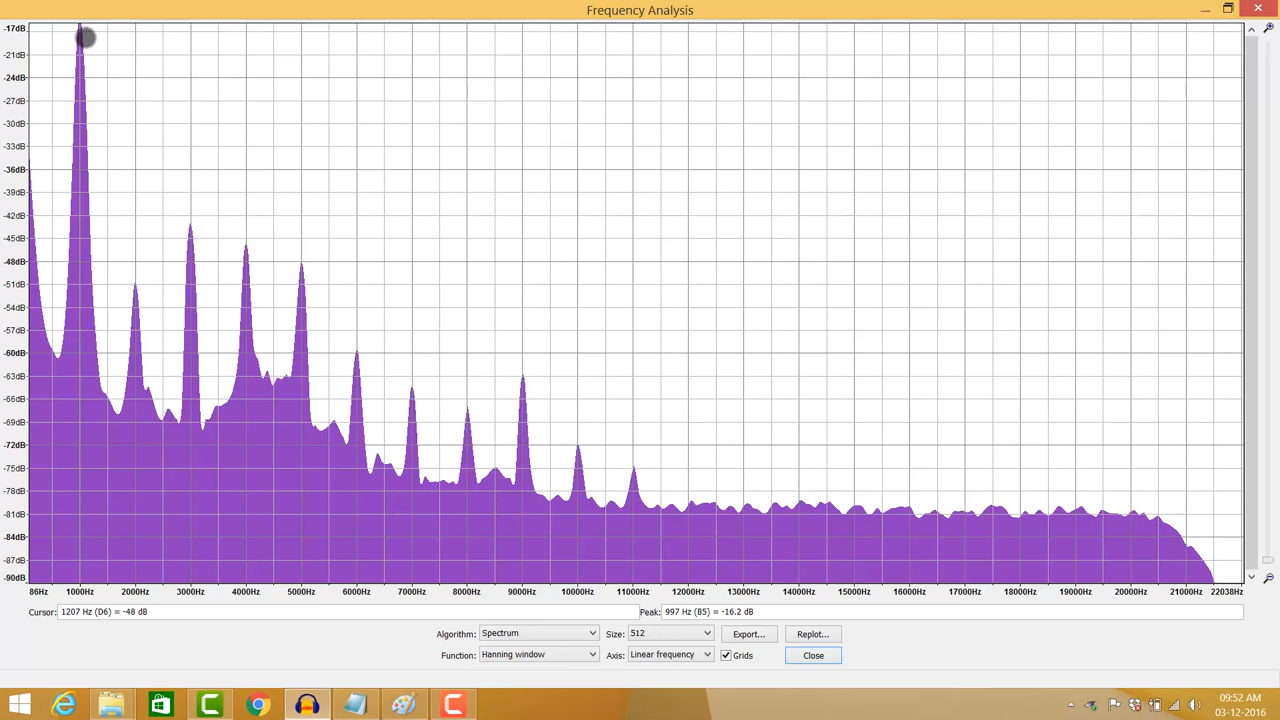 Frequency Analysis
-17dB
-21dB
-24dB
-27dB
-30dB
-33dB
-36dB
-39dB
-42dB
-45dB
-48dB
-51dB
-54dB
-57dB
-60dB
-63dB
-66dB
-69dB
-72dB
-75dB
-78dB
-81dB
-84dB
-87dB
-90dB
86Hz 1000Hz 2000Hz 3000Hz 4000Hz 5000Hz 6000Hz 7000Hz 8000Hz 9000Hz 10000Hz 11000Hz 12000Hz 13000Hz 14000Hz 15000Hz 16000Hz 17000Hz 18000Hz 19000Hz 20000Hz 21000Hz 22038Hz
Cursor: 1207 Hz (D6) = -48 dB Peak: 997 Hz (B5) = -16.2 dB
Algorithm: Spectrum Size: 512 Export... Replot...
Function: Hanning window Axis: Linear frequency Grids Close
09:52 AM
03-12-2016